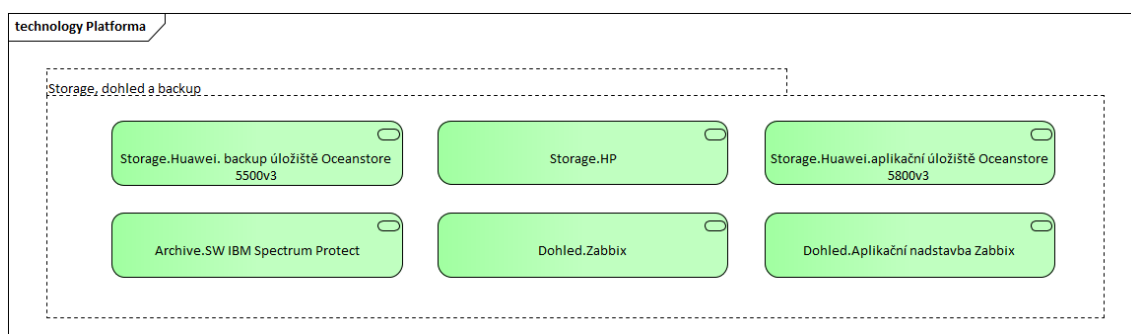 technology Platforma
Storage, dohled a backup
Storage.Huawei. backup úložiště Oceanstore
5500v3
Storage.HP
Storage.Huawei.aplikační úložiště Oceanstore
5800v3
Archive.SW IBM Spectrum Protect
Dohled.Zabbix
Dohled.Aplikační nadstavba Zabbix